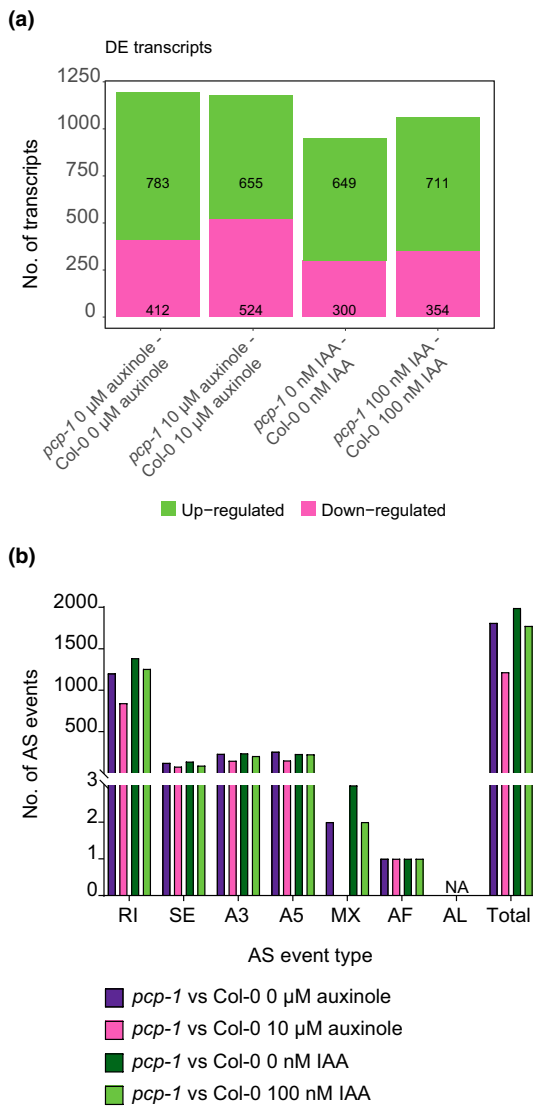 (a)
DE transcripts
No. of transcripts
1250
1000
750
500
250
0
783
655
649
711
412
524
300
354
pcp-1 0 µM auxinole -
Col-0 0 µM auxinole
pcp-1 10 µM auxinole -
Col-0 10 µM auxinole
pcp-1 0 nM IAA -
Col-0 0 nM IAA
pcp-1 100 nM IAA -
Col-0 100 nM IAA
Up−regulated
Down−regulated
(b)
No. of AS events
2000
1500
1000
500
3
2
1
0
NA
RI
SE
A3
A5
MX
AF
AL
Total
AS event type
pcp-1 vs Col-0 0 µM auxinole
pcp-1 vs Col-0 10 µM auxinole
pcp-1 vs Col-0 0 nM IAA
pcp-1 vs Col-0 100 nM IAA